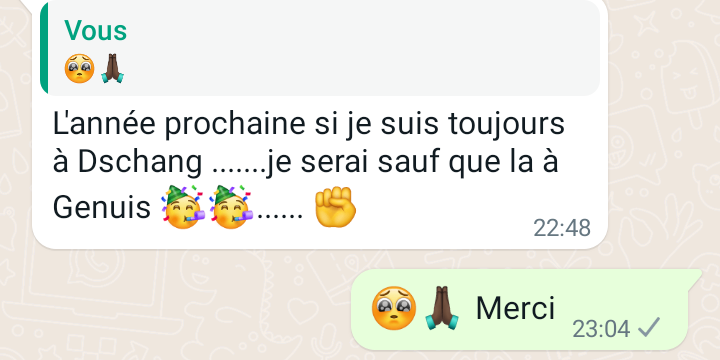 Vous
🥺🙏🏿
L'année prochaine si je suis toujours
à Dschang .......je serai sauf que la à
Genuis 🥳🥳...... ✊
22:48
🥺🙏🏿 Merci
23:04